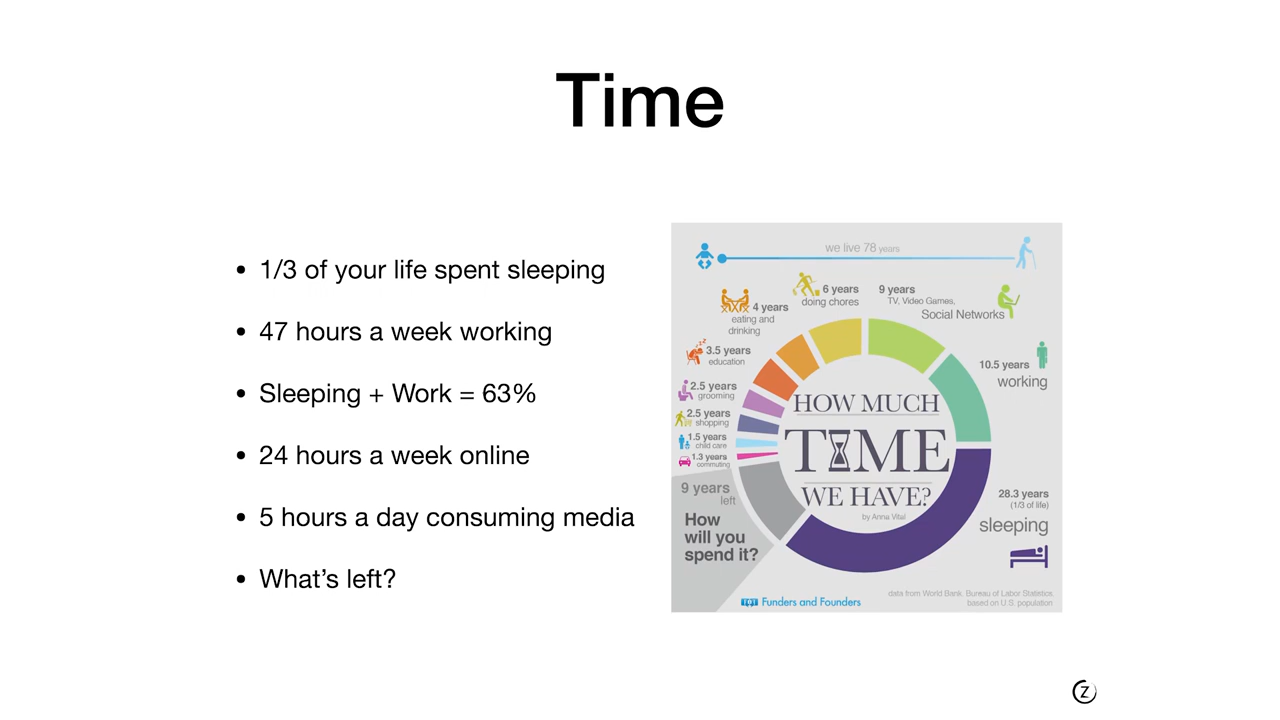 Time
• 1/3 of your life spent sleeping
• 47 hours a week working
• Sleeping + Work = 63%
• 24 hours a week online
• 5 hours a day consuming media
• What’s left?
we live 78 years
6 years
doing chores
9 years
TV, Video Games,
Social Networks
4 years
eating and
drinking
3.5 years
education
10.5 years
working
2.5 years
grooming
2.5 years
shopping
1.5 years
child care
1.3 years
commuting
HOW MUCH
TIME
WE HAVE?
by Anna Vital
9 years
left
How
will you
spend it?
28.3 years
(1/3 of life)
sleeping
Funders and Founders
data from World Bank, Bureau of Labor Statistics,
based on U.S. population
Z